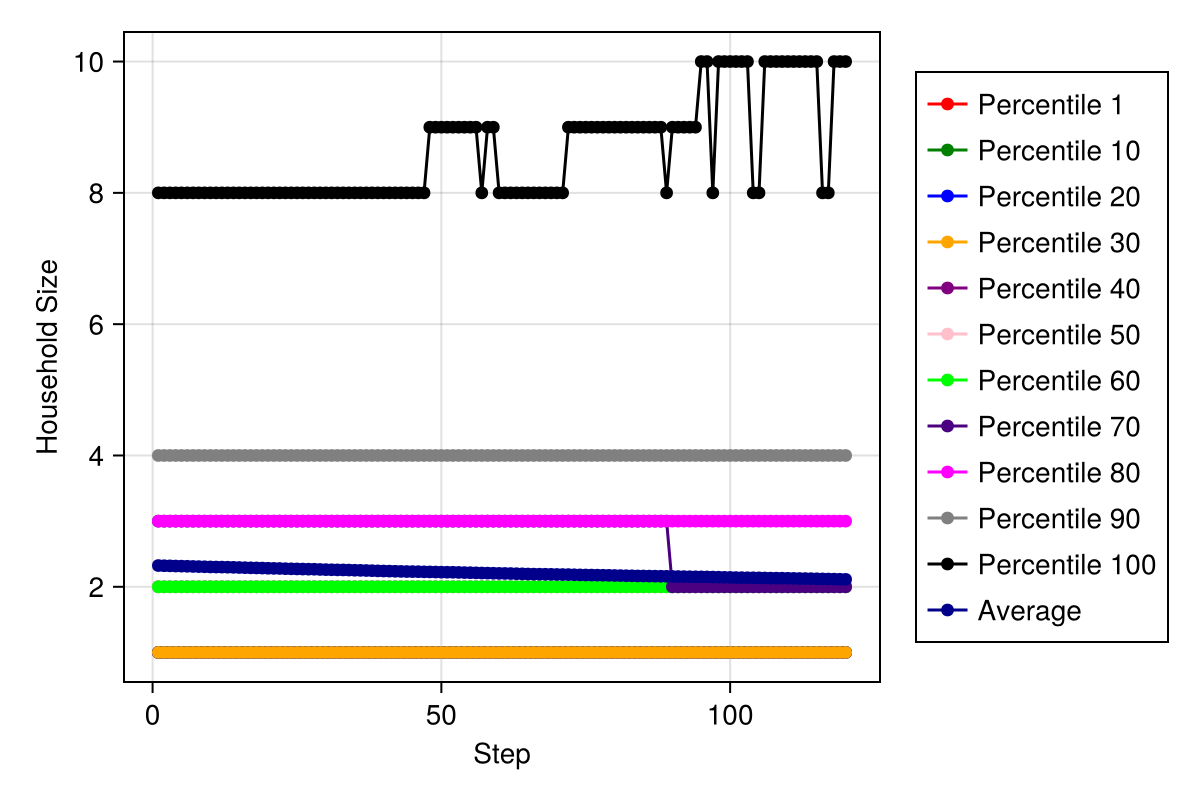 10
8
6
4
2
Household Size
0
50
100
Step
Percentile 1
Percentile 10
Percentile 20
Percentile 30
Percentile 40
Percentile 50
Percentile 60
Percentile 70
Percentile 80
Percentile 90
Percentile 100
Average